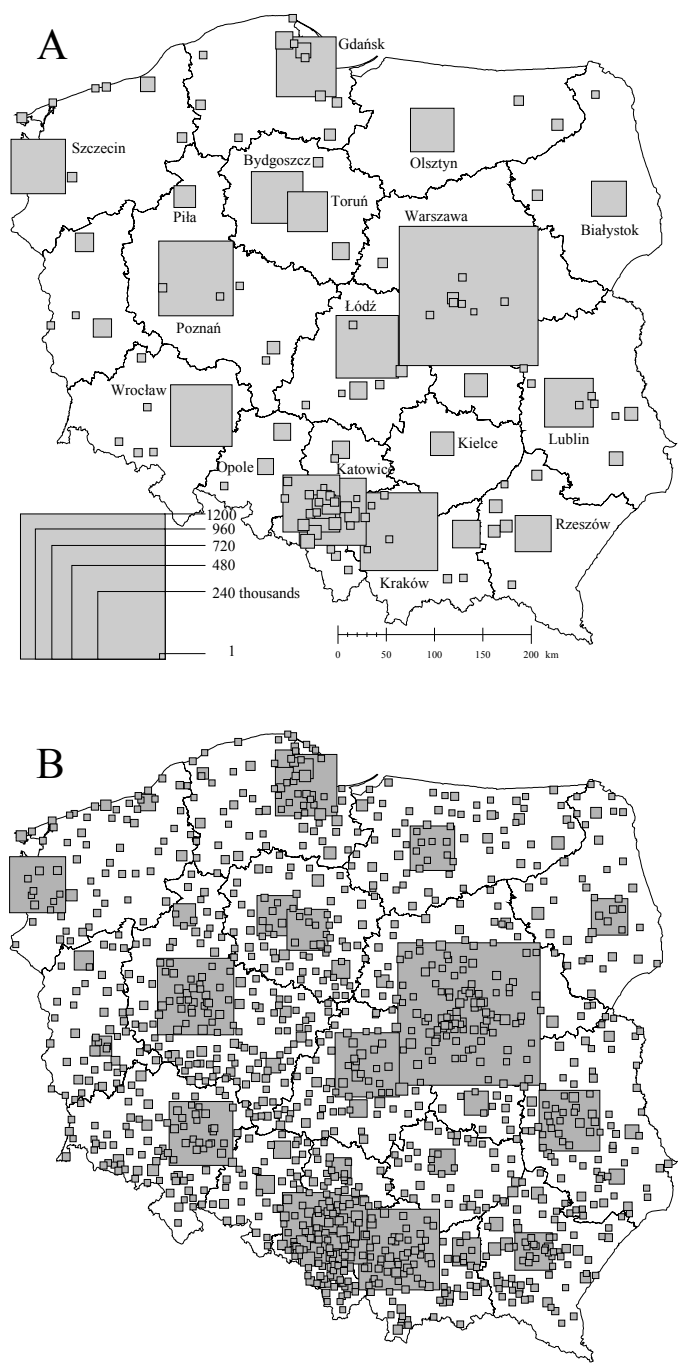 A
Gdańsk
Szczecin
Olsztyn
Bydgoszcz
Toruń
Piła
Warszawa
Białystok
Poznań
Łódź
Wrocław
Lublin
Kielce
Opole
Katowice
Kraków
Rzeszów
1200
960
720
480
240 thousands
1
0 50 100 150 200 km
B